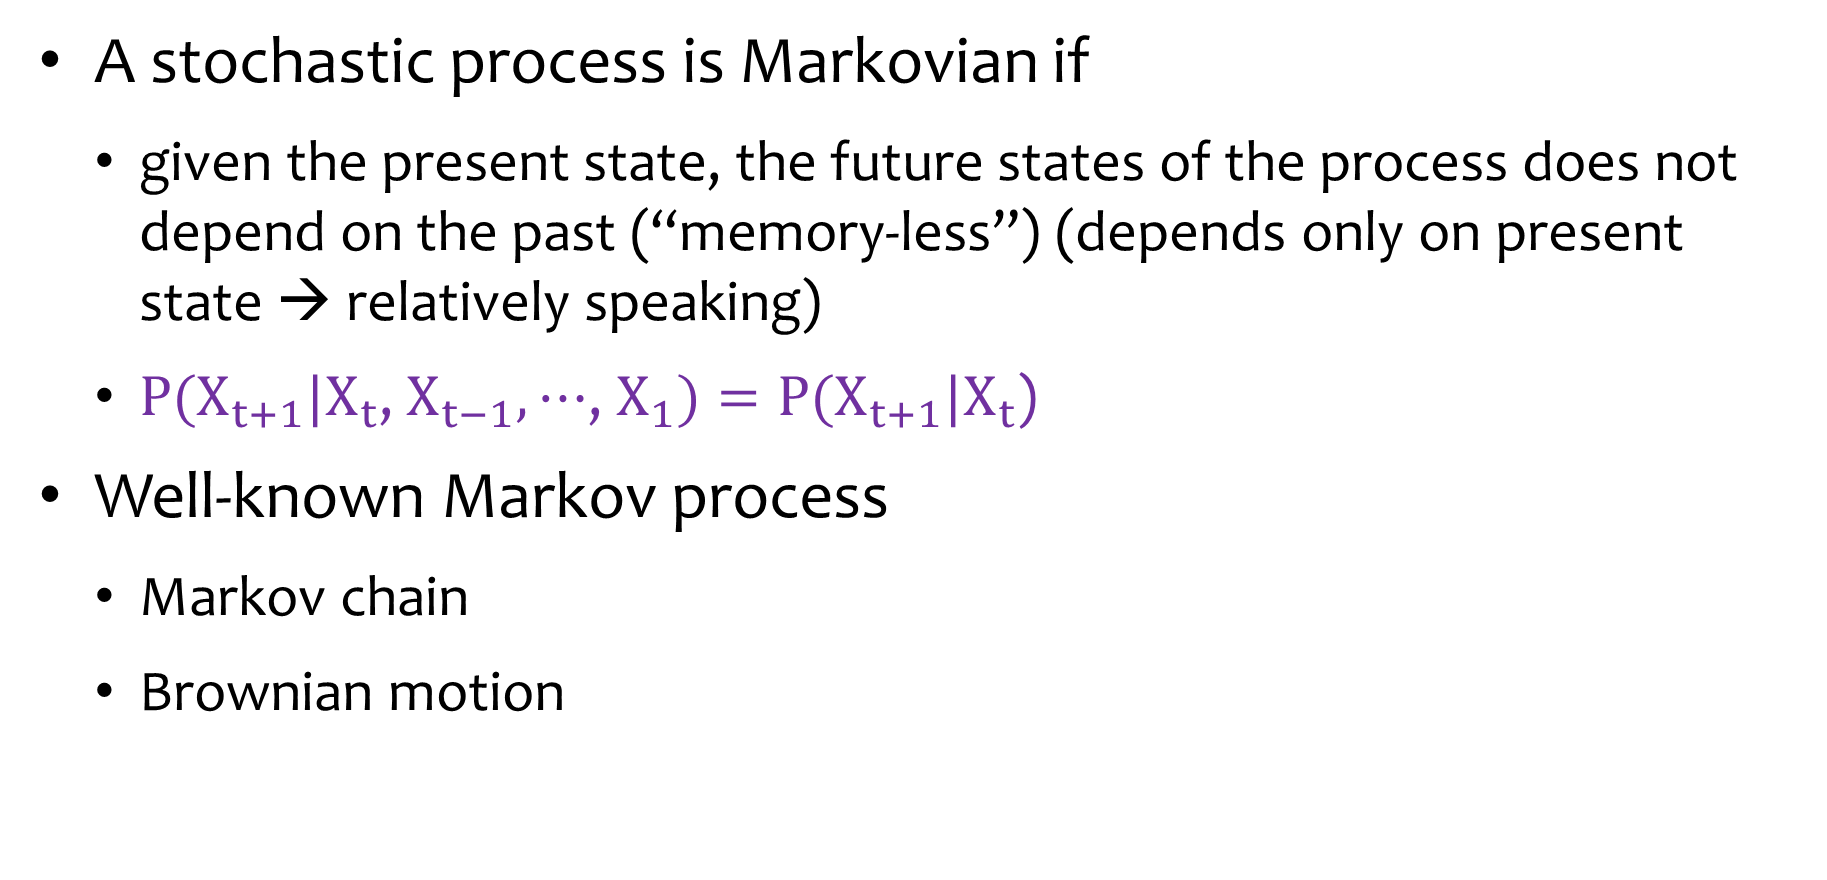 • A stochastic process is Markovian if
• given the present state, the future states of the process does not
depend on the past (“memory-less”) (depends only on present
state → relatively speaking)
• P(Xₜ₊₁|Xₜ, Xₜ₋₁, ⋯, X₁) = P(Xₜ₊₁|Xₜ)
• Well-known Markov process
• Markov chain
• Brownian motion